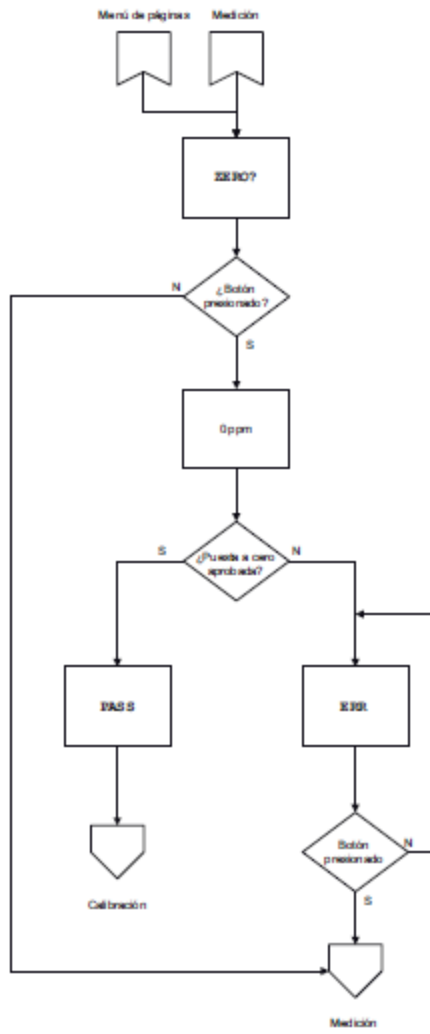 Menú de páginas
Medición
ZERO?
¿Botón
presionado?
N
S
0ppm
¿Puesta a cero
aprobada?
S
N
PASS
ERR
Botón
presionado
N
S
Calibración
Medición